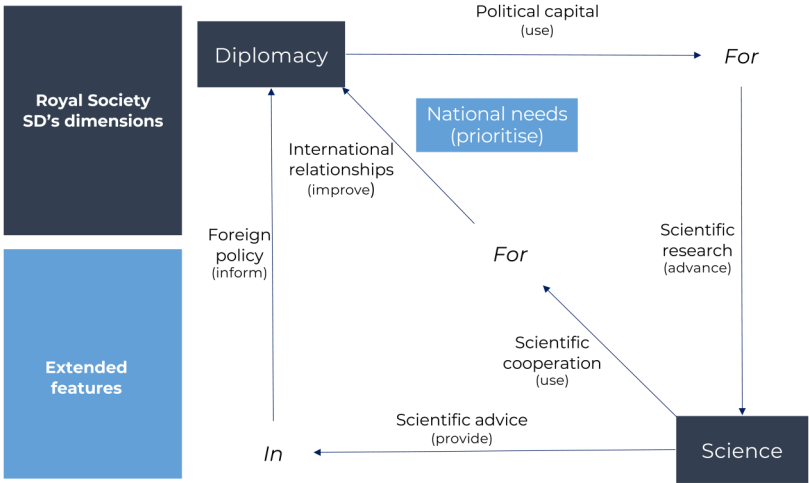 Political capital
(use)
Diplomacy
For
Royal Society
SD's dimensions
National needs
(prioritise)
International
relationships
(improve)
Foreign
policy
(inform)
For
Scientific
research
(advance)
Extended
features
Scientific
cooperation
(use)
Scientific advice
(provide)
In
Science